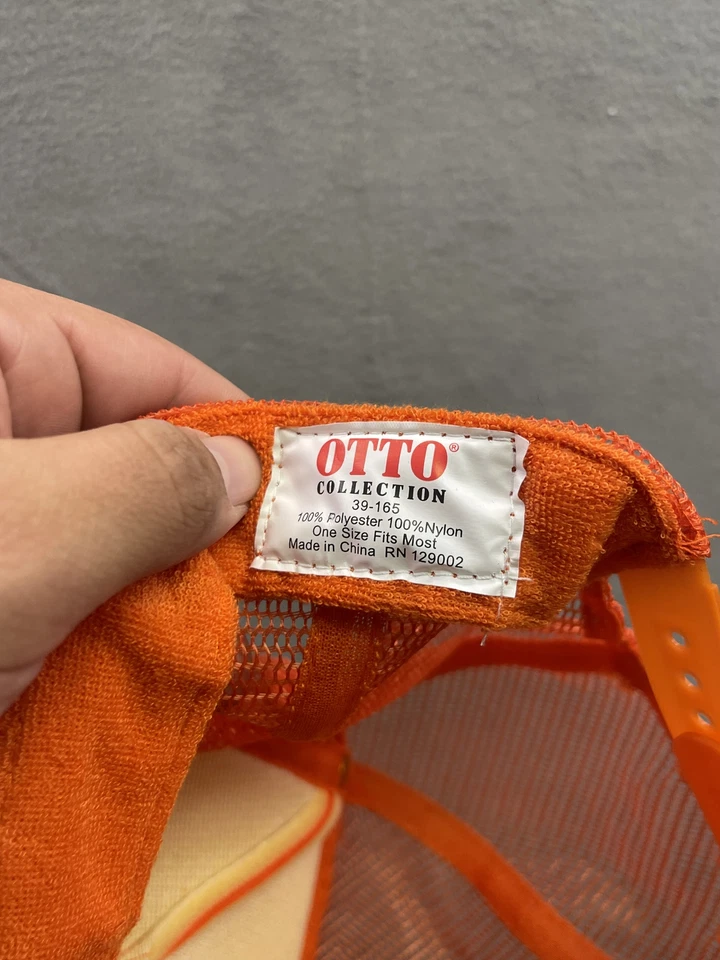 OTTO®
COLLECTION
39-165
100% Polyester 100%Nylon
One Size Fits Most
Made in China RN 129002